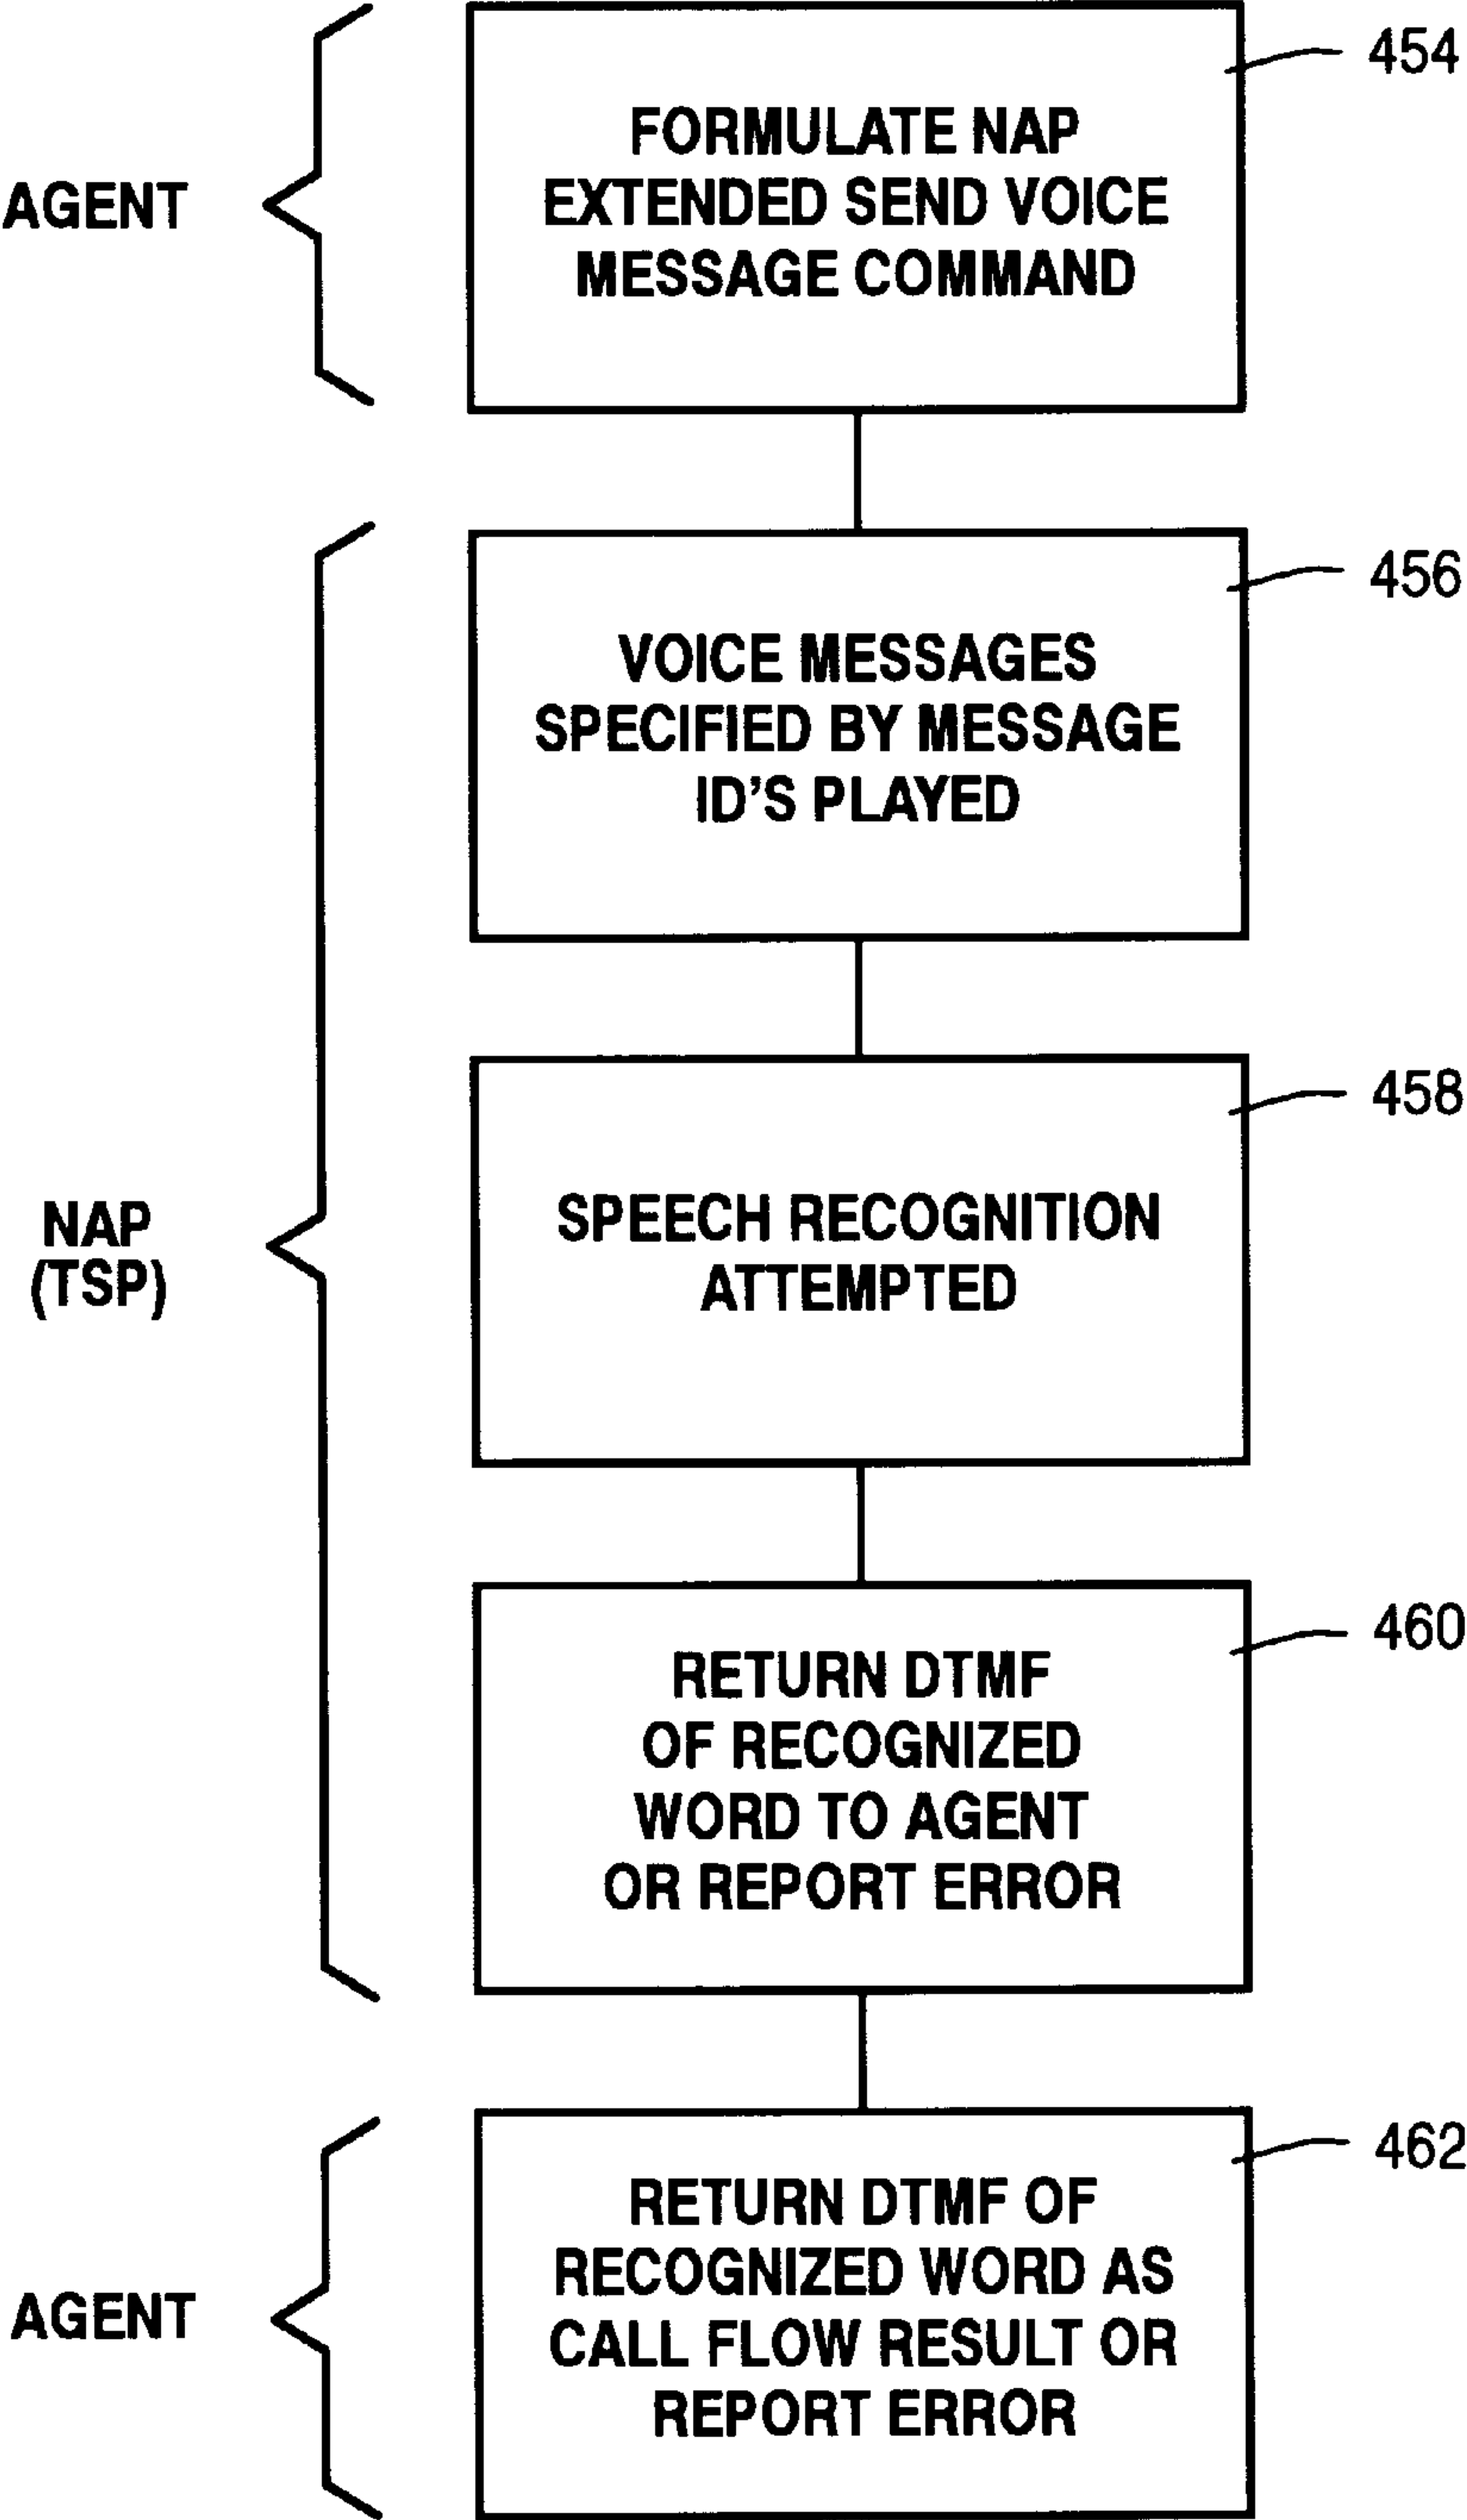 454
FORMULATE NAP
EXTENDED SEND VOICE
MESSAGE COMMAND
AGENT
456
VOICE MESSAGES
SPECIFIED BY MESSAGE
ID'S PLAYED
458
SPEECH RECOGNITION
ATTEMPTED
NAP
(TSP)
460
RETURN DTMF
OF RECOGNIZED
WORD TO AGENT
OR REPORT ERROR
462
RETURN DTMF OF
RECOGNIZED WORD AS
CALL FLOW RESULT OR
REPORT ERROR
AGENT